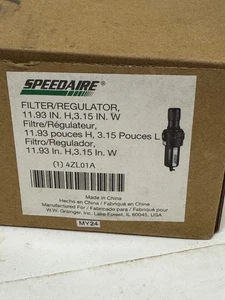 SPEEDAIRE®
FILTER/REGULATOR,
11.93 IN. H,3.15 IN. W
Filtre/Régulateur,
11.93 pouces H, 3.15 Pouces L
Filtro/Regulador,
11.93 In. H,3.15 In. W
(1) 4ZL01A
Made in China
Hecho en China / Fabriqué en Chine
Manufactured For / Fabricado para / Fabriqué pour
W.W. Grainger, Inc. Lake Forest, IL 60045, USA
MY24